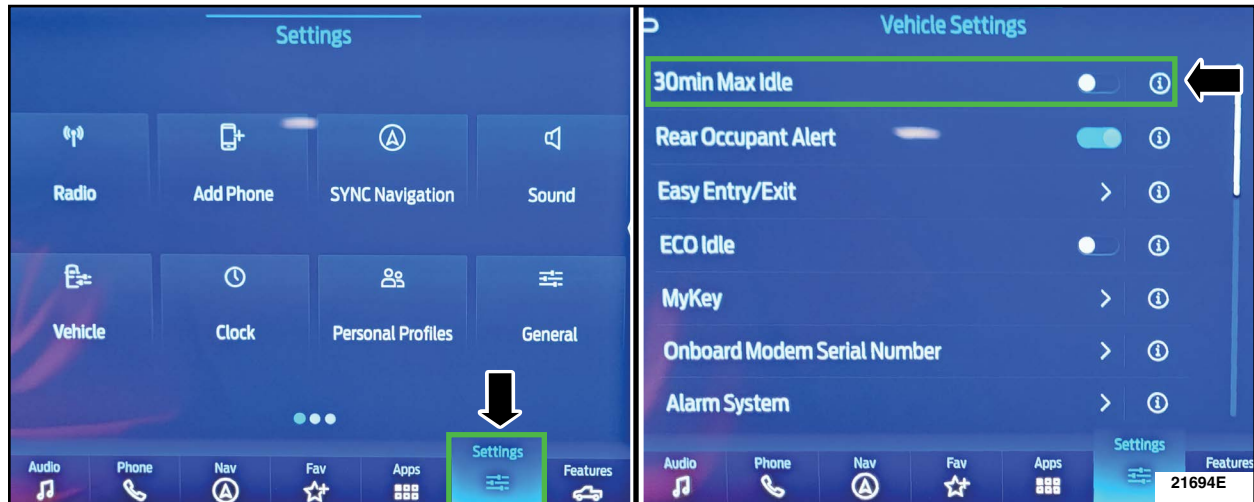 Settings
Radio
Add Phone
SYNC Navigation
Sound
Vehicle
Clock
Personal Profiles
General
Audio
Phone
Nav
Fav
Apps
Settings
Features
Vehicle Settings
30min Max Idle
Rear Occupant Alert
Easy Entry/Exit
ECO Idle
MyKey
Onboard Modem Serial Number
Alarm System
Audio
Phone
Nav
Fav
Apps
Settings
Features
21694E